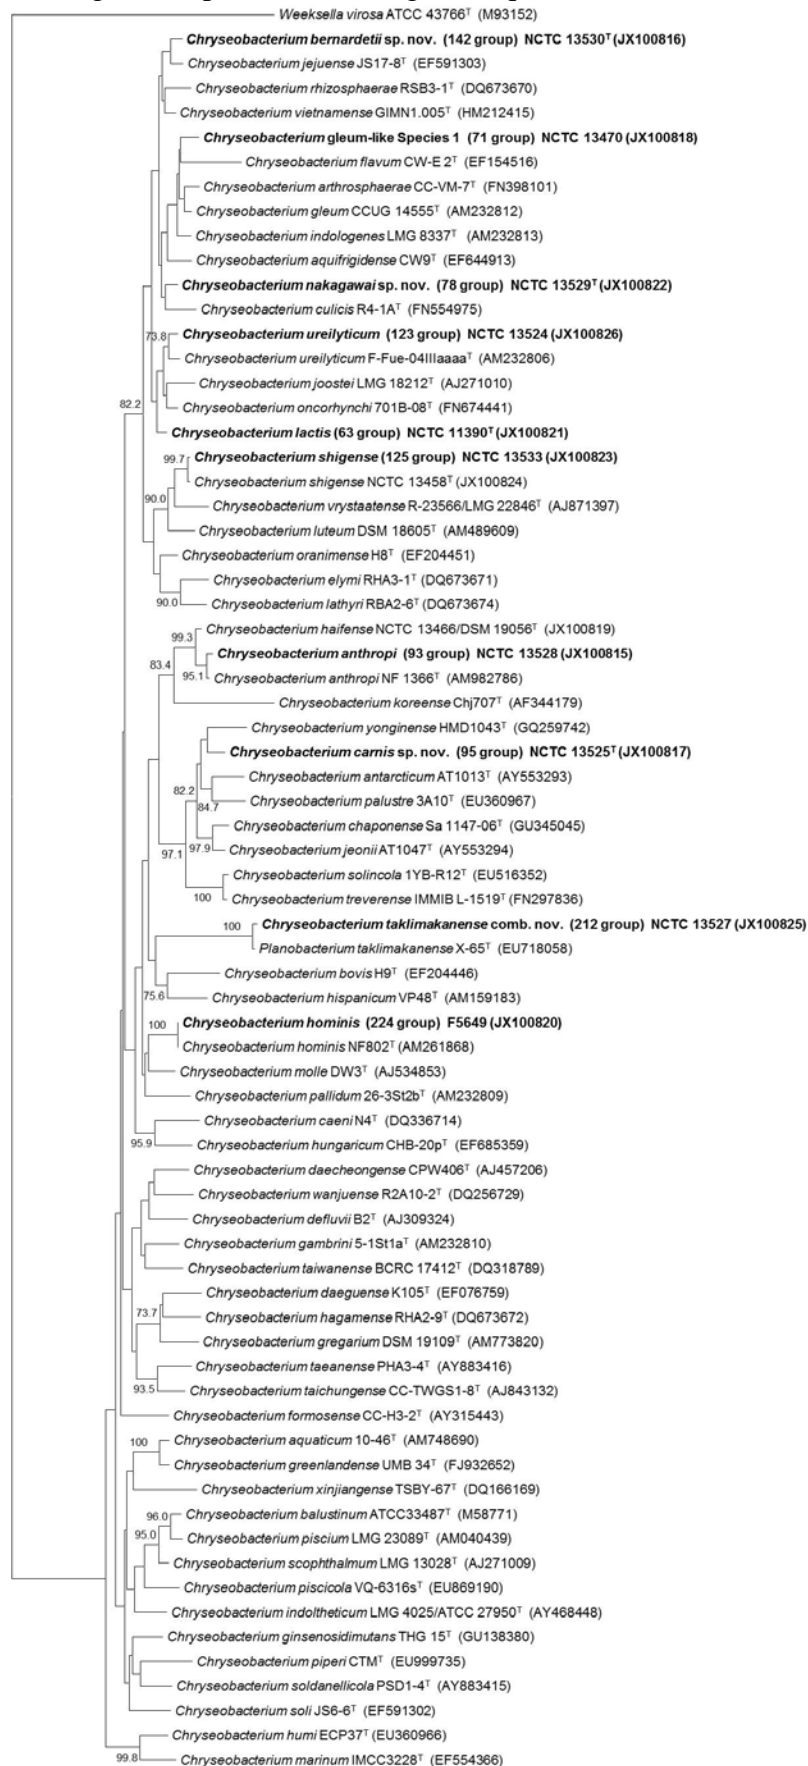 Weeksella virosa ATCC 43766ᵀ (M93152)
Chryseobacterium bernardetii sp. nov. (142 group) NCTC 13530ᵀ (JX100816)
Chryseobacterium jejuense JS17-8ᵀ (EF591303)
Chryseobacterium rhizosphaerae RSB3-1ᵀ (DQ673670)
Chryseobacterium vietnamense GIMN1.005ᵀ (HM212415)
Chryseobacterium gleum-like Species 1 (71 group) NCTC 13470 (JX100818)
Chryseobacterium flavum CW-E 2ᵀ (EF154516)
Chryseobacterium arthrosphaerae CC-VM-7ᵀ (FN398101)
Chryseobacterium gleum CCUG 14555ᵀ (AM232812)
Chryseobacterium indologenes LMG 8337ᵀ (AM232813)
Chryseobacterium aquifrigidense CW9ᵀ (EF644913)
Chryseobacterium nakagawai sp. nov. (78 group) NCTC 13529ᵀ (JX100822)
Chryseobacterium culicis R4-1Aᵀ (FN554975)
73.8 Chryseobacterium ureilyticum (123 group) NCTC 13524 (JX100826)
Chryseobacterium ureilyticum F-Fue-04IIIaaaaᵀ (AM232806)
Chryseobacterium joostei LMG 18212ᵀ (AJ271010)
82.2
Chryseobacterium oncorhynchi 701B-08ᵀ (FN674441)
Chryseobacterium lactis (63 group) NCTC 11390ᵀ (JX100821)
99.7 Chryseobacterium shigense (125 group) NCTC 13533 (JX100823)
Chryseobacterium shigense NCTC 13458ᵀ (JX100824)
90.0
Chryseobacterium vrystaatense R-23566/LMG 22846ᵀ (AJ871397)
Chryseobacterium luteum DSM 18605ᵀ (AM489609)
Chryseobacterium oranimense H8ᵀ (EF204451)
Chryseobacterium elymi RHA3-1ᵀ (DQ673671)
90.0 Chryseobacterium lathyri RBA2-6ᵀ (DQ673674)
Chryseobacterium haifense NCTC 13466/DSM 19056ᵀ (JX100819)
99.3
Chryseobacterium anthropi (93 group) NCTC 13528 (JX100815)
83.4
95.1 Chryseobacterium anthropi NF 1366ᵀ (AM982786)
Chryseobacterium koreense Chj707ᵀ (AF344179)
Chryseobacterium yonginense HMD1043ᵀ (GQ259742)
Chryseobacterium carnis sp. nov. (95 group) NCTC 13525ᵀ (JX100817)
Chryseobacterium antarcticum AT1013ᵀ (AY553293)
82.2
84.7 Chryseobacterium palustre 3A10ᵀ (EU360967)
Chryseobacterium chaponense Sa 1147-06ᵀ (GU345045)
97.1 97.9 Chryseobacterium jeonii AT1047ᵀ (AY553294)
Chryseobacterium solincola 1YB-R12ᵀ (EU516352)
100 Chryseobacterium treverense IMMIB L-1519ᵀ (FN297836)
100 Chryseobacterium taklimakanense comb. nov. (212 group) NCTC 13527 (JX100825)
Planobacterium taklimakanense X-65ᵀ (EU718058)
Chryseobacterium bovis H9ᵀ (EF204446)
75.6 Chryseobacterium hispanicum VP48ᵀ (AM159183)
100 Chryseobacterium hominis (224 group) F5649 (JX100820)
Chryseobacterium hominis NF802ᵀ (AM261868)
Chryseobacterium molle DW3ᵀ (AJ534853)
Chryseobacterium pallidum 26-3St2bᵀ (AM232809)
Chryseobacterium caeni N4ᵀ (DQ336714)
95.9 Chryseobacterium hungaricum CHB-20pᵀ (EF685359)
Chryseobacterium daecheongense CPW406ᵀ (AJ457206)
Chryseobacterium wanjuense R2A10-2ᵀ (DQ256729)
Chryseobacterium defluvii B2ᵀ (AJ309324)
Chryseobacterium gambrini 5-1St1aᵀ (AM232810)
Chryseobacterium taiwanense BCRC 17412ᵀ (DQ318789)
Chryseobacterium daeguense K105ᵀ (EF076759)
73.7
Chryseobacterium hagamense RHA2-9ᵀ (DQ673672)
Chryseobacterium gregarium DSM 19109ᵀ (AM773820)
Chryseobacterium taeanense PHA3-4ᵀ (AY883416)
93.5 Chryseobacterium taichungense CC-TWGS1-8ᵀ (AJ843132)
Chryseobacterium formosense CC-H3-2ᵀ (AY315443)
100 Chryseobacterium aquaticum 10-46ᵀ (AM748690)
Chryseobacterium greenlandense UMB 34ᵀ (FJ932652)
Chryseobacterium xinjiangense TSBY-67ᵀ (DQ166169)
96.0 Chryseobacterium balustinum ATCC33487ᵀ (M58771)
95.0 Chryseobacterium piscium LMG 23089ᵀ (AM040439)
Chryseobacterium scophthalmum LMG 13028ᵀ (AJ271009)
Chryseobacterium piscicola VQ-6316sᵀ (EU869190)
Chryseobacterium indoltheticum LMG 4025/ATCC 27950ᵀ (AY468448)
Chryseobacterium ginsenosidimutans THG 15ᵀ (GU138380)
Chryseobacterium piperi CTMᵀ (EU999735)
Chryseobacterium soldanellicola PSD1-4ᵀ (AY883415)
Chryseobacterium soli JS6-6ᵀ (EF591302)
Chryseobacterium humi ECP37ᵀ (EU360966)
99.8 Chryseobacterium marinum IMCC3228ᵀ (EF554366)